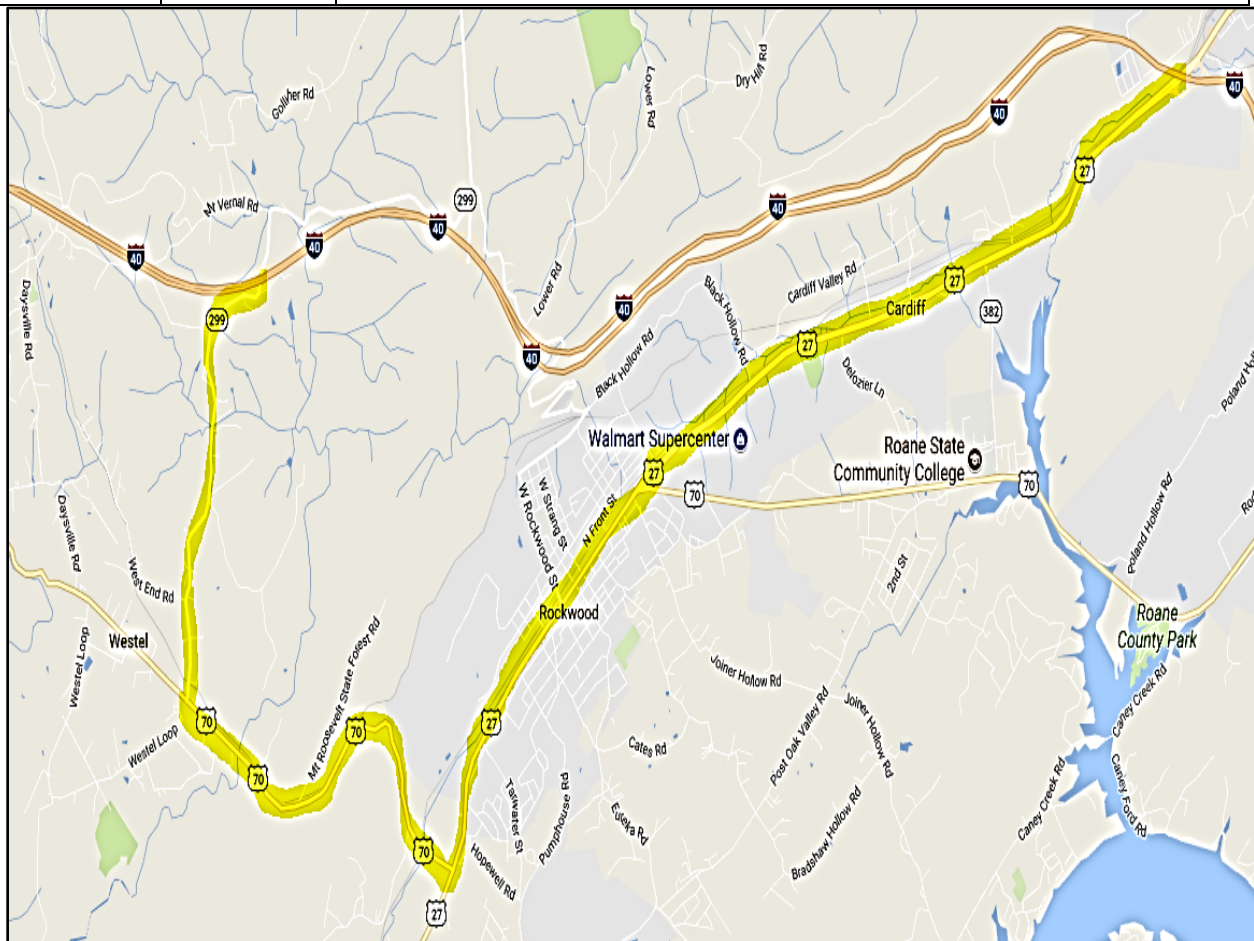 Golliher Rd
Lower Rd
Dry Hill Rd
40
40
40
27
299
Mt Vernal Rd
40
40
40
40
Lower Rd
Daysville Rd
299
40
40
Black Hollow Rd
Black Hollow Rd
Cardiff Valley Rd
27
Cardiff
382
27
Delozier Ln
Poland Ho
Walmart Supercenter
Roane State
Community College
27
70
70
W Strang St
W Rockwood St
N Front St
Daysville Rd
West End Rd
2nd St
Poland Hollow Rd
Roc
Rockwood
Roane
County Park
Westel
Westel Loop
Mt Roosevelt State Forest Rd
Joiner Hollow Rd
Joiner Hollow Rd
Post Oak Valley Rd
Caney Creek Rd
70
70
27
Westel Loop
Cates Rd
70
Tarwater St
Pumphouse Rd
Eureka Rd
Bradshaw Hollow Rd
Caney Creek Rd
Caney Ford Rd
70
Hopewell Rd
27